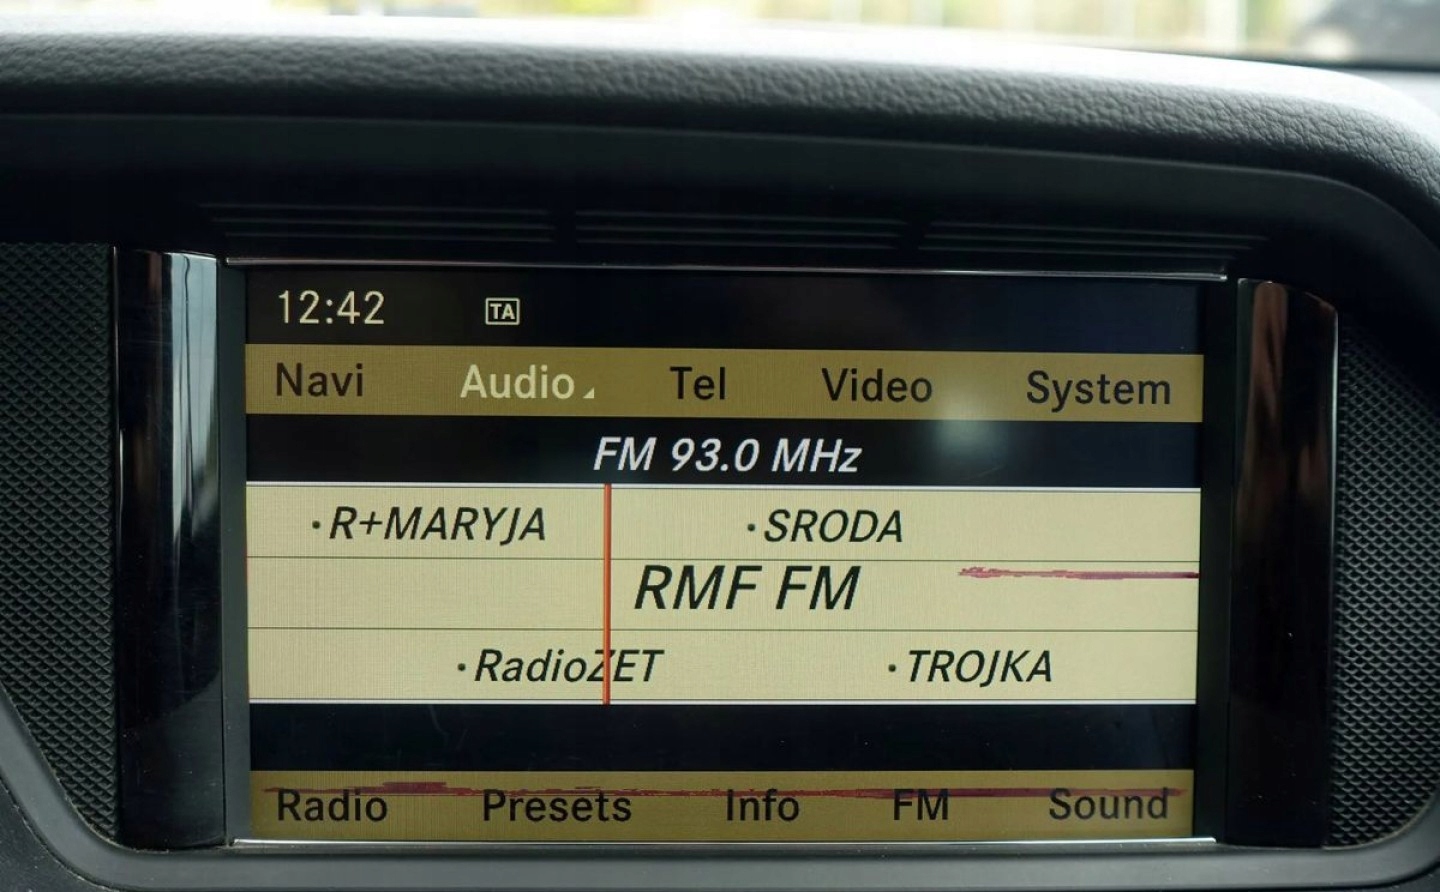 12:42 TA
Navi Audio Tel Video System
FM 93.0 MHz
·R+MARYJA ·SRODA
RMF FM
·RadioZET ·TROJKA
Radio Presets Info FM Sound